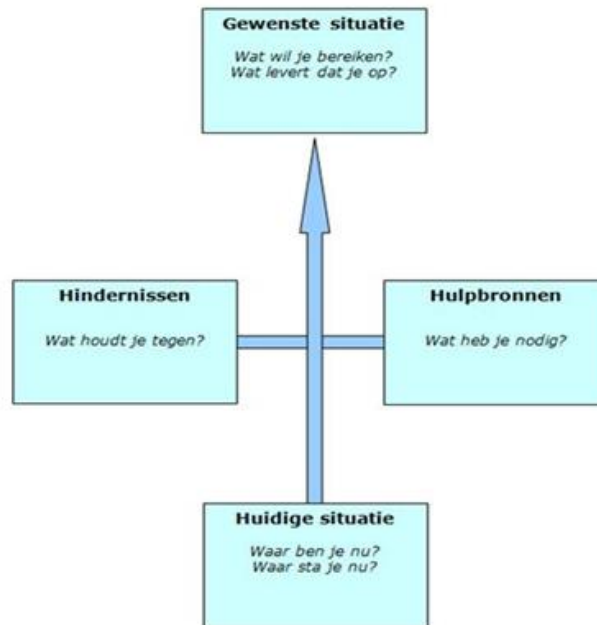 Gewenste situatie
Wat wil je bereiken?
Wat levert dat je op?
Hindernissen
Wat houdt je tegen?
Hulpbronnen
Wat heb je nodig?
Huidige situatie
Waar ben je nu?
Waar sta je nu?